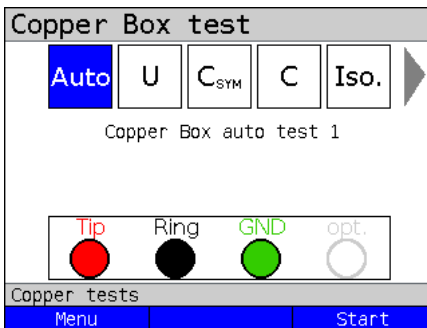 Copper Box test
Auto U CSYM C Iso.
Copper Box auto test 1
Tip Ring GND opt.
Copper tests
Menu Start